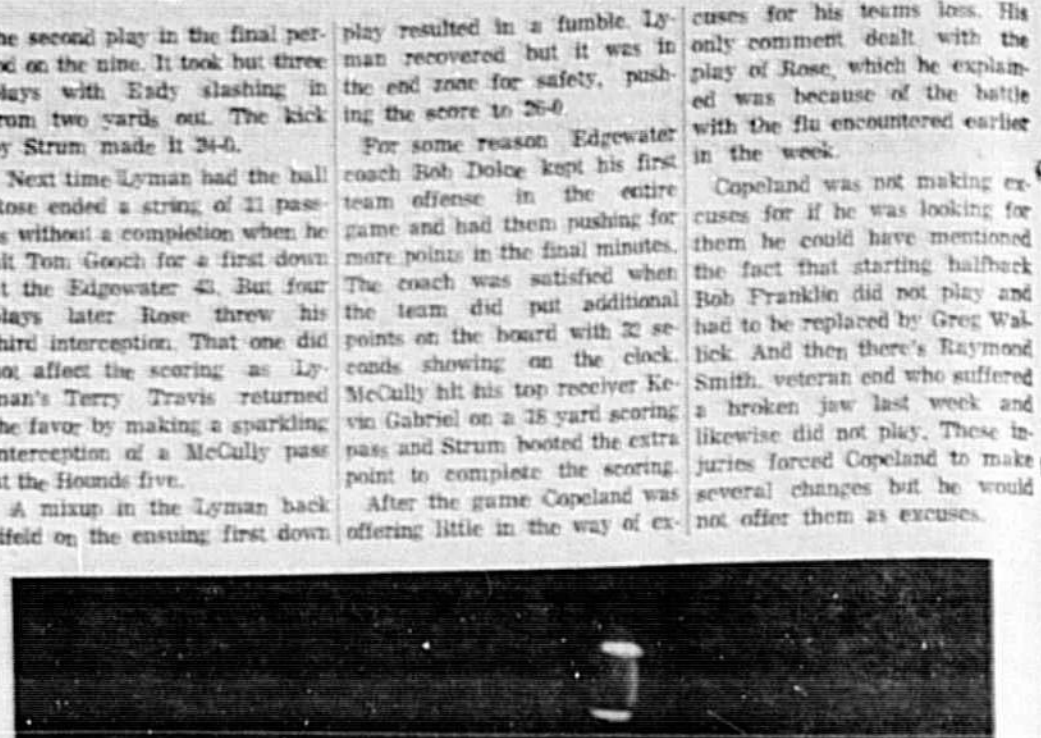 he second play in the final per-
od on the nine. It took but three
lays with Eady slashing in
rom two yards out. The kick
y Strum made it 24-0.
Next time Lyman had the ball
Rose ended a string of 11 pass-
s without a completion when he
it Tom Gooch for a first down
t the Edgewater 43. But four
lays later Rose threw his
hird interception. That one did
ot affect the scoring as Ly-
man's Terry Travis returned
he favor by making a sparkling
nterception of a McCully pass
t the Hounds five.
A mixup in the Lyman back
ifeld on the ensuing first down
play resulted in a fumble. Ly-
man recovered but it was in
the end zone for safety, push-
ing the score to 26-0.
For some reason Edgewater
coach Bob Dolce kept his first
team offense in the entire
game and had them pushing for
more points in the final minutes.
The coach was satisfied when
the team did put additional
points on the board with 32 se-
conds showing on the clock.
McCully hit his top receiver Ke-
vin Gabriel on a 18 yard scoring
pass and Strum booted the extra
point to complete the scoring.
After the game Copeland was
offering little in the way of ex-
cuses for his teams loss. His
only comment dealt with the
play of Rose, which he explain-
ed was because of the battle
with the flu encountered earlier
in the week.
Copeland was not making ex-
cuses for if he was looking for
them he could have mentioned
the fact that starting halfback
Bob Franklin did not play and
had to be replaced by Greg Wal-
lick. And then there's Raymond
Smith, veteran end who suffered
a broken jaw last week and
likewise did not play. These in-
juries forced Copeland to make
several changes but he would
not offer them as excuses.